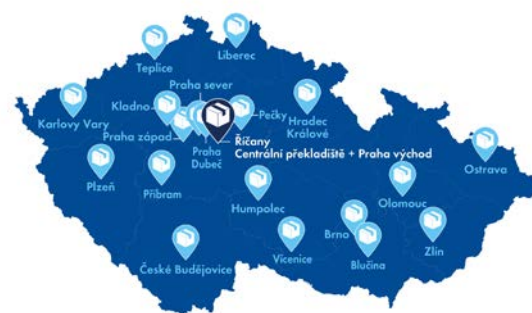 Liberec
Teplice
Praha sever
Kladno
Pečky
Hradec
Králové
Karlovy Vary
Praha západ
Říčany
Centrální překladiště + Praha východ
Praha
Dubeč
Ostrava
Plzeň
Příbram
Humpolec
Olomouc
Brno
Zlín
České Budějovice
Vícenice
Blučina